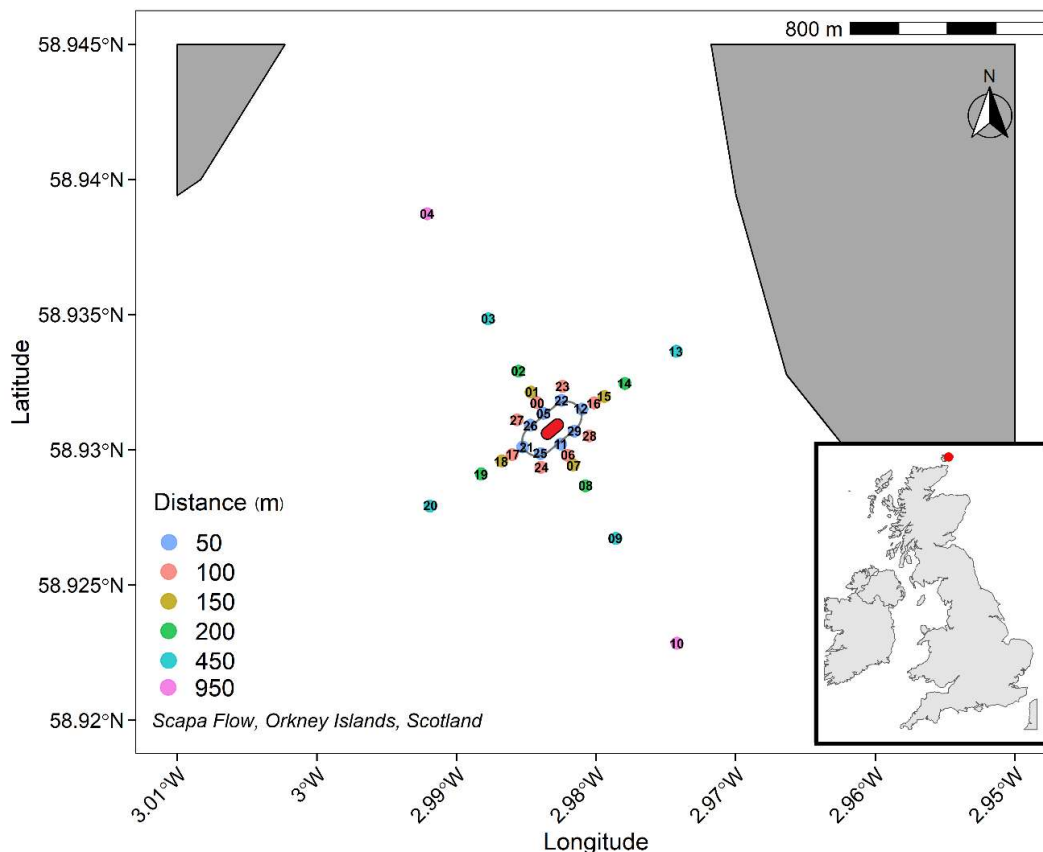 800 m
N
58.945°N
58.94°N
58.935°N
58.93°N
58.925°N
58.92°N
Latitude
04
03
13
02
14
23
01
15
00
22
16
12
05
27
26
29
28
21
11
17
25
06
18
24
07
19
08
20
09
10
Distance (m)
50
100
150
200
450
950
Scapa Flow, Orkney Islands, Scotland
3.01°W
3°W
2.99°W
2.98°W
2.97°W
2.96°W
2.95°W
Longitude